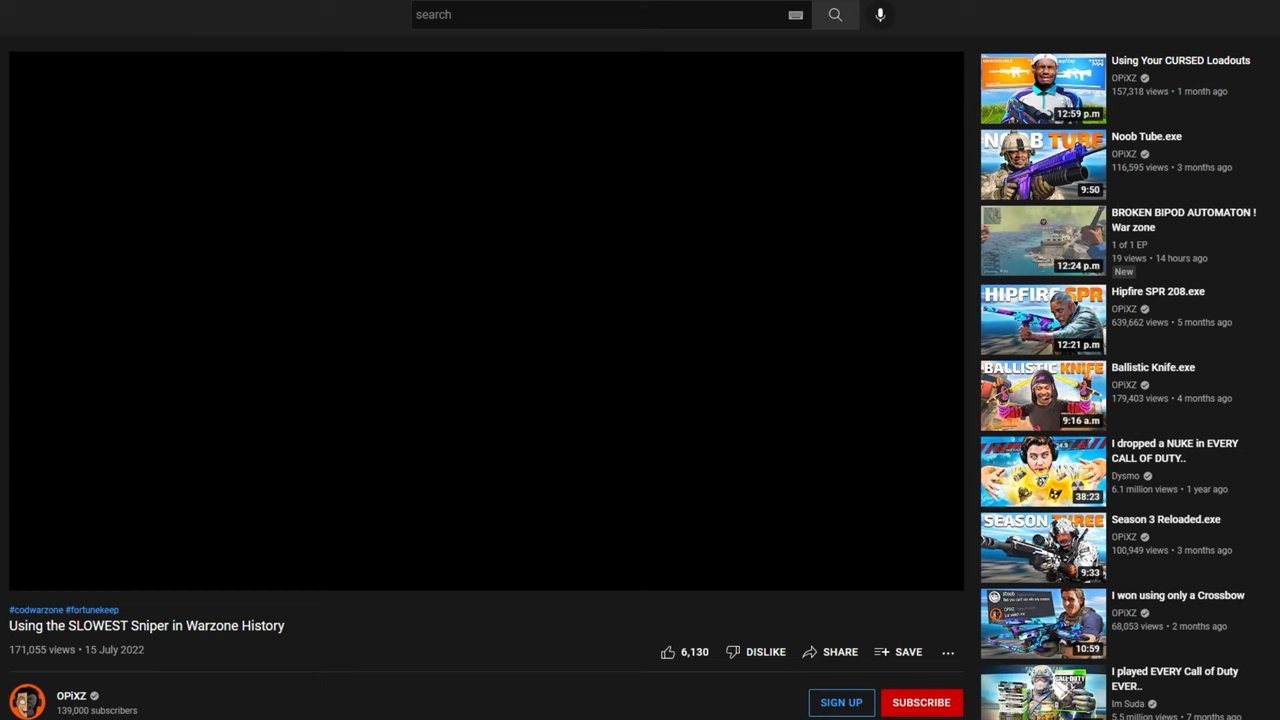 search
Using Your CURSED Loadouts
OPiXZ
157,318 views • 1 month ago
12:59 p.m
NOOB TUBE
Noob Tube.exe
OPiXZ
116,595 views • 3 months ago
9:50
BROKEN BIPOD AUTOMATON !
War zone
1 of 1 EP
19 views • 14 hours ago
12:24 p.m
New
HIPFIRE SPR
Hipfire SPR 208.exe
OPiXZ
639,662 views • 5 months ago
12:21 p.m
BALLISTIC KNIFE
Ballistic Knife.exe
OPiXZ
179,403 views • 4 months ago
9:16 a.m
I dropped a NUKE in EVERY
CALL OF DUTY..
Dysmo
6.1 million views • 1 year ago
38:23
SEASON THREE
Season 3 Reloaded.exe
OPiXZ
100,949 views • 3 months ago
9:33
I won using only a Crossbow
OPiXZ
68,053 views • 2 months ago
10:59
I played EVERY Call of Duty
EVER..
Im Suda
5.5 million views • 7 months ago
#codwarzone #fortunekeep
Using the SLOWEST Sniper in Warzone History
171,055 views • 15 July 2022
6,130 DISLIKE SHARE SAVE
OPiXZ
139,000 subscribers
SIGN UP SUBSCRIBE